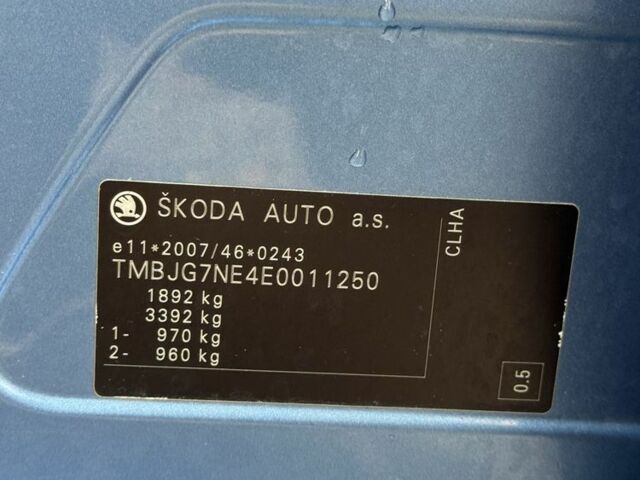 ŠKODA AUTO a.s.
e11*2007/46*0243
TMBJG7NE4E0011250
1892 kg
3392 kg
1- 970 kg
2- 960 kg
CLHA
0.5